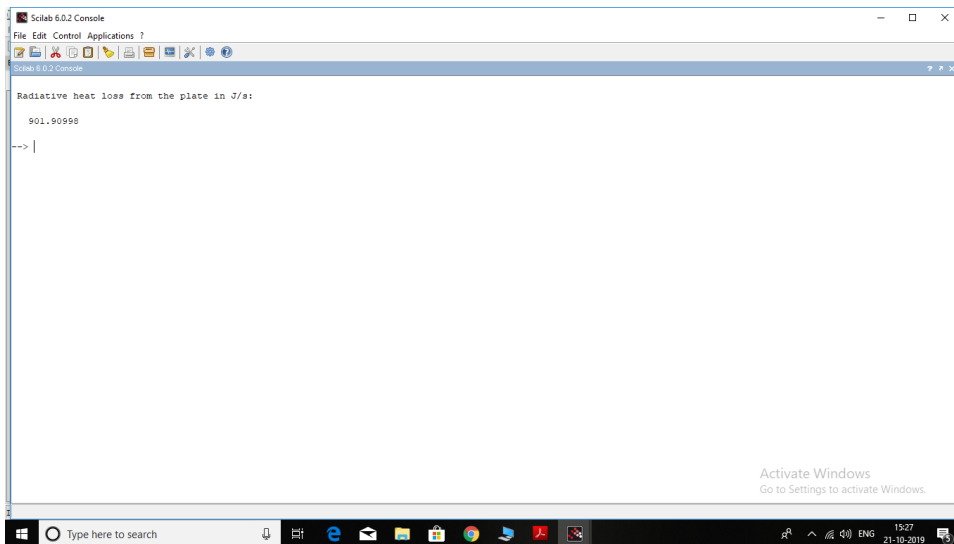 Scilab 6.0.2 Console
File Edit Control Applications ?
Scilab 6.0.2 Console
Radiative heat loss from the plate in J/s:
901.90998
-->
Activate Windows
Go to Settings to activate Windows.
Type here to search
ENG
15:27
21-10-2019
5